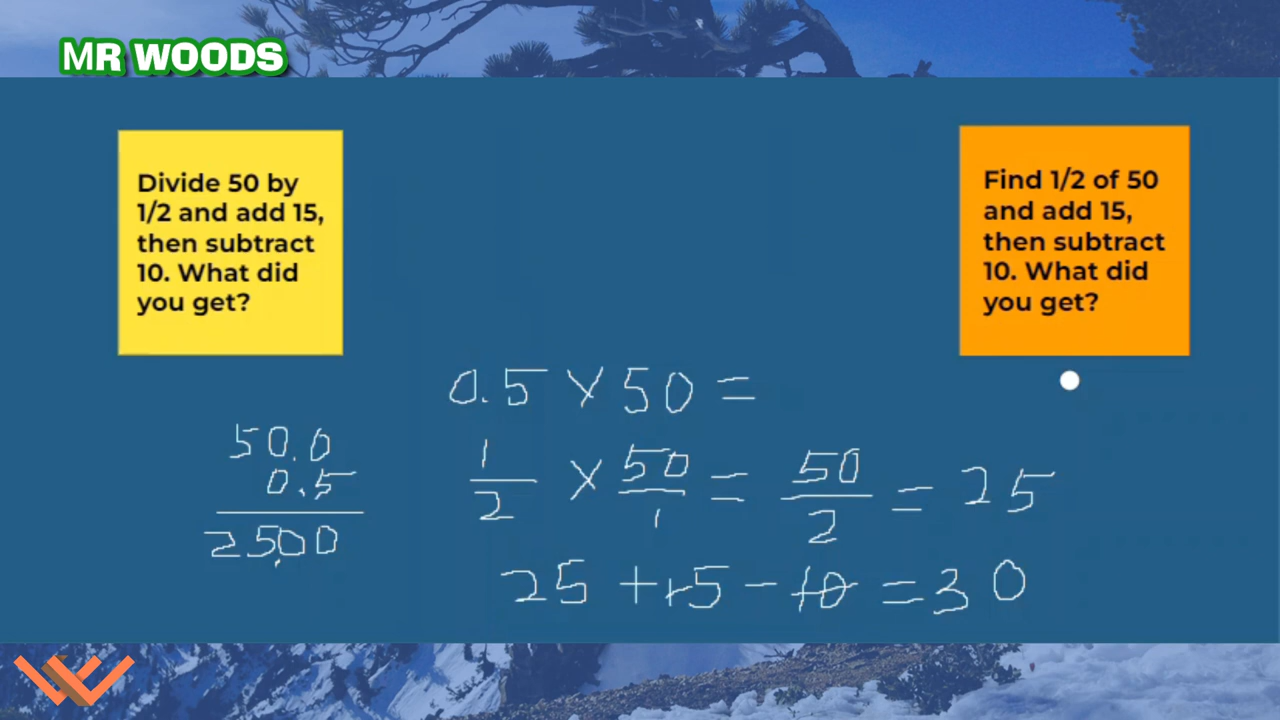 MR WOODS
Divide 50 by
1/2 and add 15,
then subtract
10. What did
you get?
Find 1/2 of 50
and add 15,
then subtract
10. What did
you get?
0.5 × 50 =
50.0
0.5
25.00
1/2 × 50/1 = 50/2 = 25
25 + 15 - 10 = 30